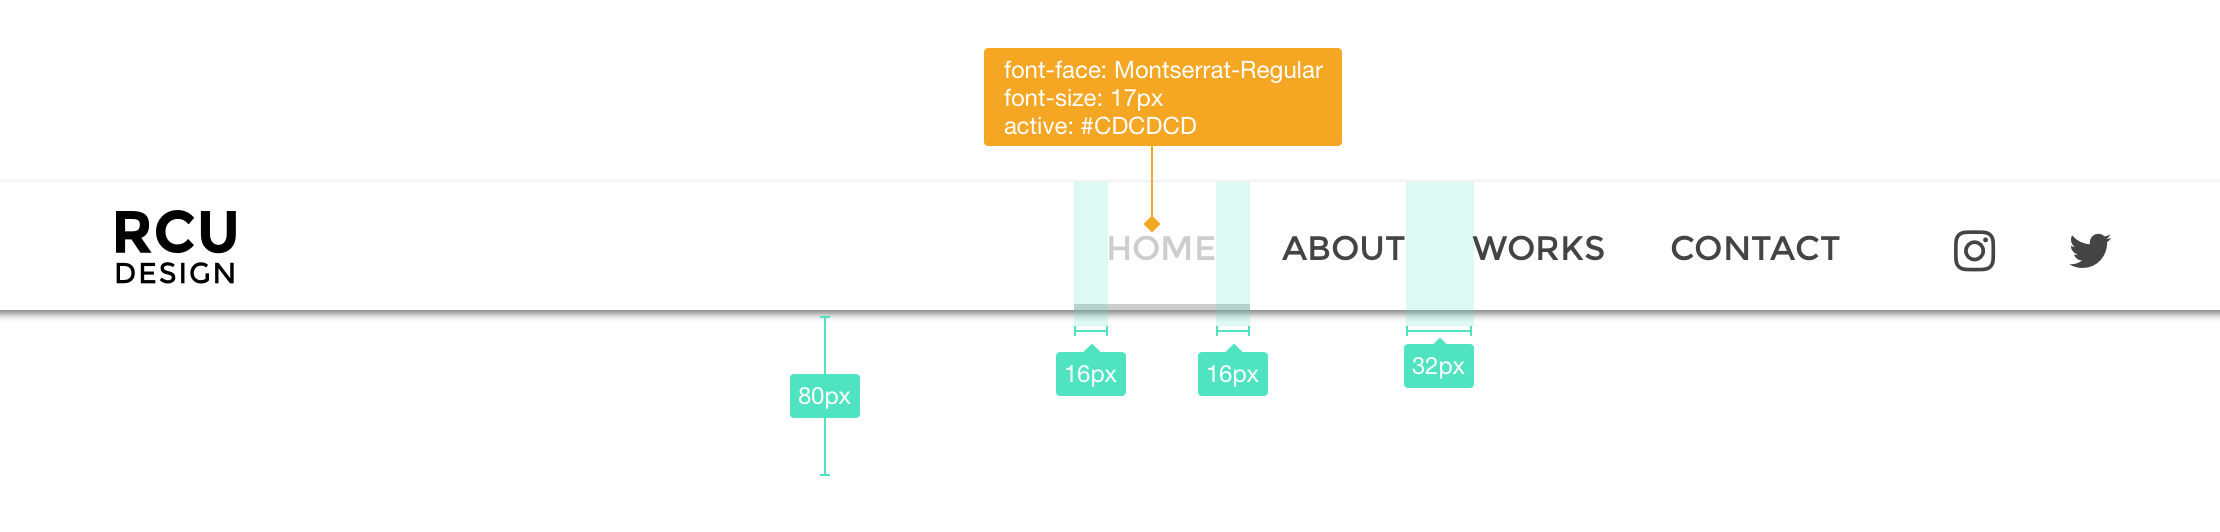 font-face: Montserrat-Regular
font-size: 17px
active: #CDCDCD
RCU
DESIGN
HOME ABOUT WORKS CONTACT
16px 16px 32px
80px